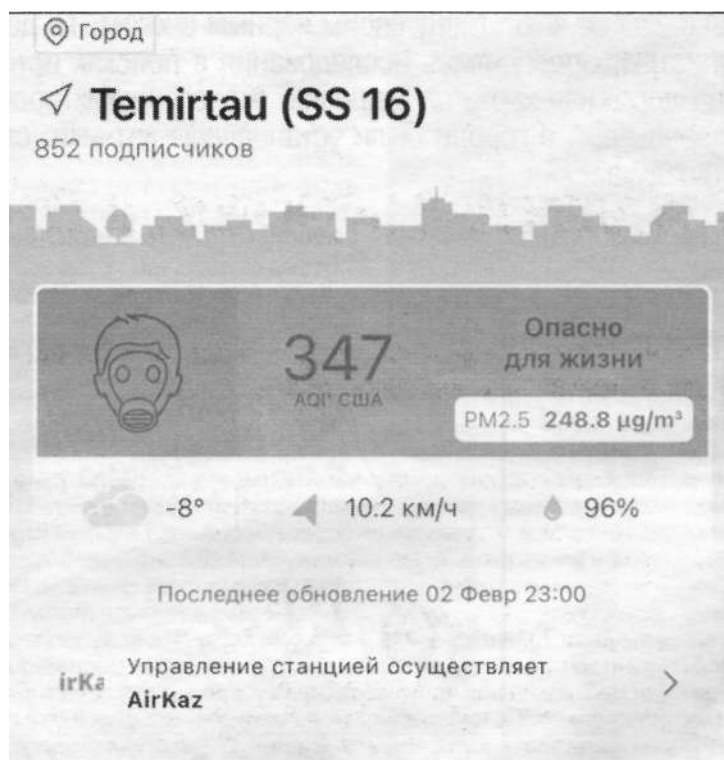 Город
Temirtau (SS 16)
852 подписчиков
347
AQI* США
Опасно
для жизни
PM2.5 248.8 µg/m³
-8°
10.2 км/ч
96%
Последнее обновление 02 Февр 23:00
Управление станцией осуществляет
irKa
AirKaz